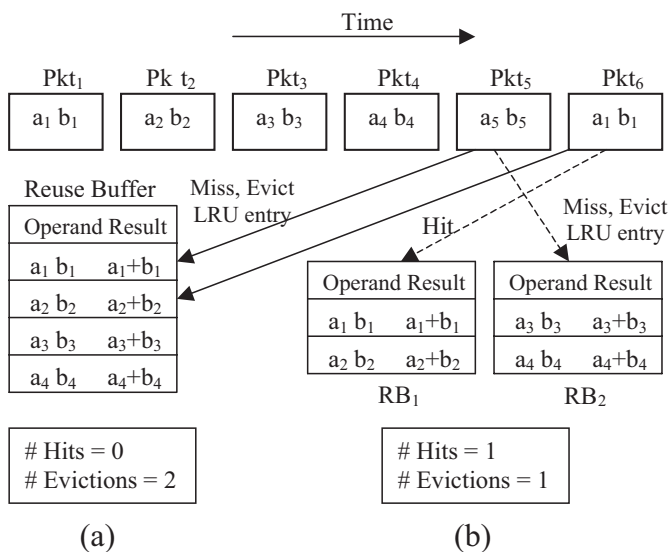 Time
Pkt₁ Pk t₂ Pkt₃ Pkt₄ Pkt₅ Pkt₆
a₁ b₁ a₂ b₂ a₃ b₃ a₄ b₄ a₅ b₅ a₁ b₁
Reuse Buffer
Miss, Evict
LRU entry
Operand Result
a₁ b₁ a₁+b₁
a₂ b₂ a₂+b₂
a₃ b₃ a₃+b₃
a₄ b₄ a₄+b₄
# Hits = 0
# Evictions = 2
(a)
Hit
Miss, Evict
LRU entry
Operand Result
a₁ b₁ a₁+b₁
a₂ b₂ a₂+b₂
RB₁
Operand Result
a₃ b₃ a₃+b₃
a₄ b₄ a₄+b₄
RB₂
# Hits = 1
# Evictions = 1
(b)